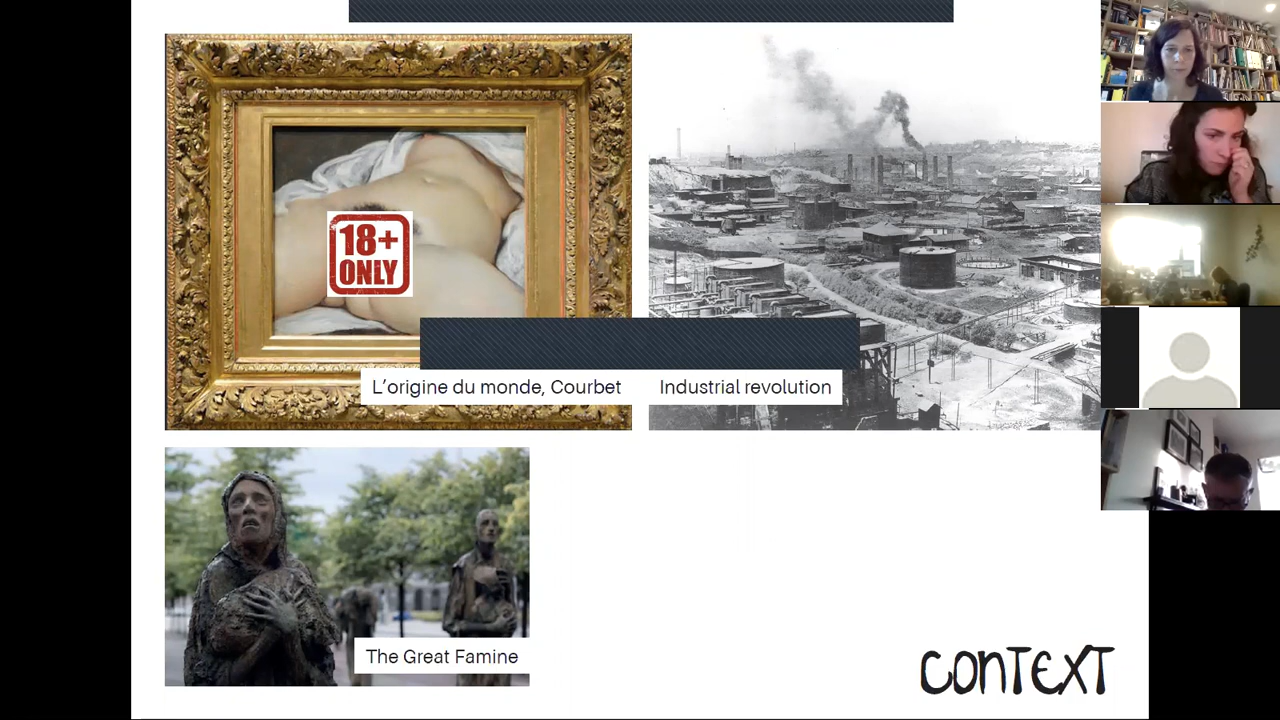 18+
ONLY
L’origine du monde, Courbet
Industrial revolution
The Great Famine
CONTEXT